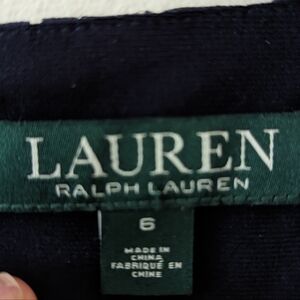 LAUREN
RALPH LAUREN
6
MADE IN
CHINA
FABRIQUÉ EN
CHINE